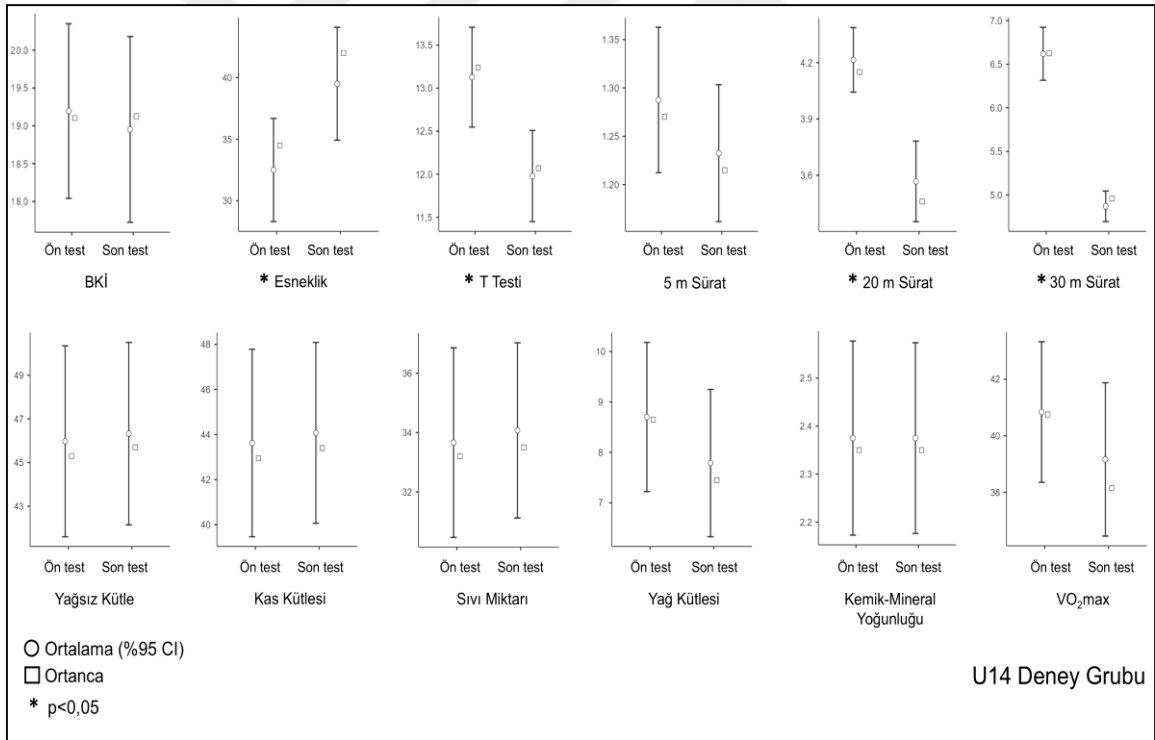 20.0
19.5
19.0
18.5
18.0
Ön test Son test
BKİ
40
35
30
Ön test Son test
* Esneklik
13.5
13.0
12.5
12.0
11.5
Ön test Son test
* T Testi
1.35
1.30
1.25
1.20
Ön test Son test
5 m Sürat
4.2
3.9
3.6
Ön test Son test
* 20 m Sürat
7.0
6.5
6.0
5.5
5.0
Ön test Son test
* 30 m Sürat
49
46
45
43
Ön test Son test
Yağsız Kütle
48
46
44
42
40
Ön test Son test
Kas Kütlesi
36
34
32
Ön test Son test
Sıvı Miktarı
10
9
8
7
Ön test Son test
Yağ Kütlesi
2.5
2.4
2.3
2.2
Ön test Son test
Kemik-Mineral
Yoğunluğu
42
40
38
Ön test Son test
VO₂max
Ortalama (%95 CI)
Ortanca
* p<0,05
U14 Deney Grubu